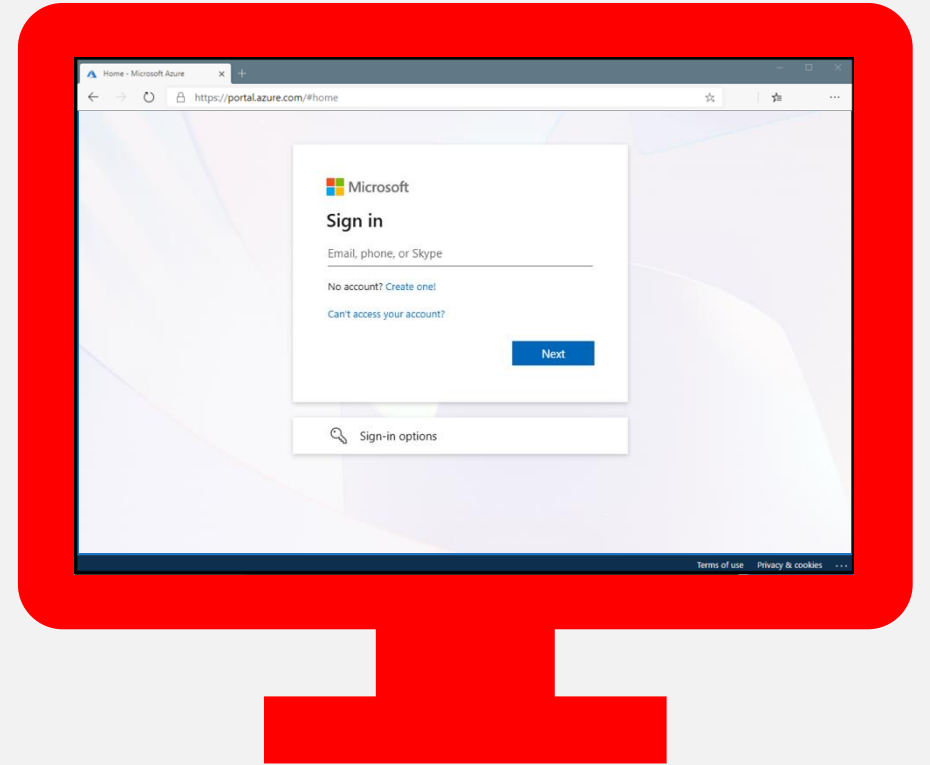 Home - Microsoft Azure
https://portal.azure.com/#home
Microsoft
Sign in
Email, phone, or Skype
No account? Create one!
Can't access your account?
Next
Sign-in options
Terms of use Privacy & cookies ...